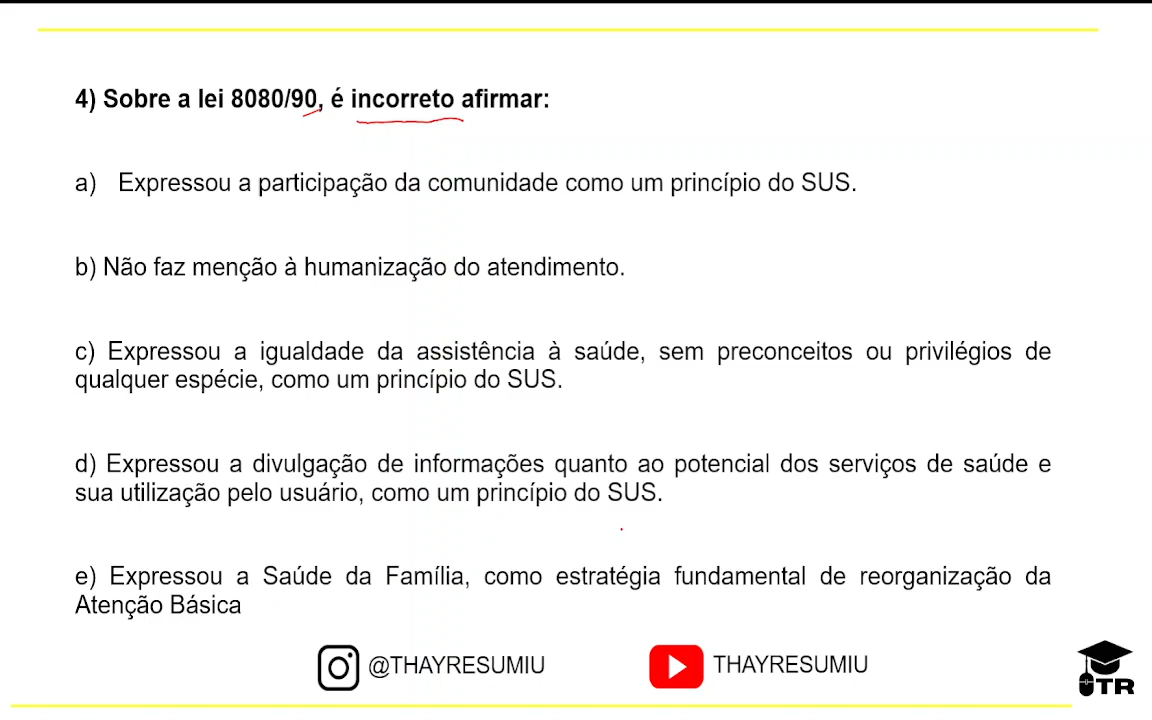 4) Sobre a lei 8080/90, é incorreto afirmar:
a) Expressou a participação da comunidade como um princípio do SUS.
b) Não faz menção à humanização do atendimento.
c) Expressou a igualdade da assistência à saúde, sem preconceitos ou privilégios de
qualquer espécie, como um princípio do SUS.
d) Expressou a divulgação de informações quanto ao potencial dos serviços de saúde e
sua utilização pelo usuário, como um princípio do SUS.
e) Expressou a Saúde da Família, como estratégia fundamental de reorganização da
Atenção Básica
@THAYRESUMIU THAYRESUMIU
TR